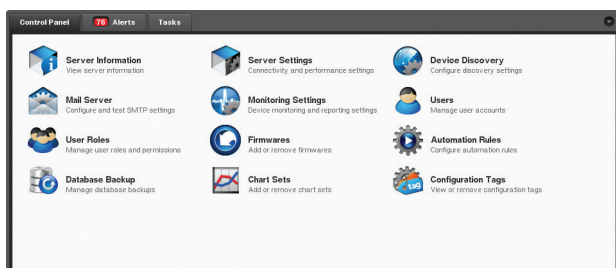 Control Panel 76 Alerts Tasks
Server Information Server Settings Device Discovery
View server information Connectivity and performance settings Configure discovery settings
Mail Server Monitoring Settings Users
Configure and test SMTP settings Device monitoring and reporting settings Manage user accounts
User Roles Firmwares Automation Rules
Manage user roles and permissions Add or remove firmwares Configure automation rules
Database Backup Chart Sets Configuration Tags
Manage database backups Add or remove chart sets View or remove configuration tags
tag